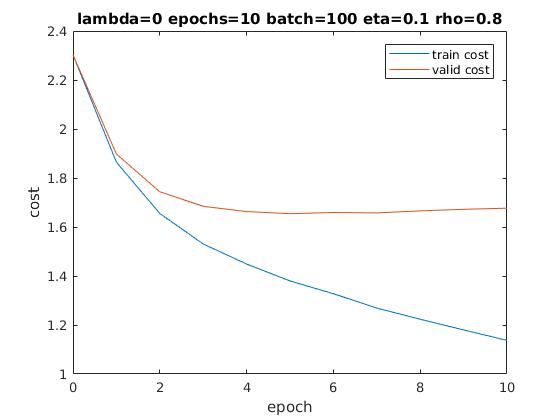 lambda=0 epochs=10 batch=100 eta=0.1 rho=0.8
2.4
2.2
2
1.8
1.6
1.4
1.2
1
cost
train cost
valid cost
0 2 4 6 8 10
epoch